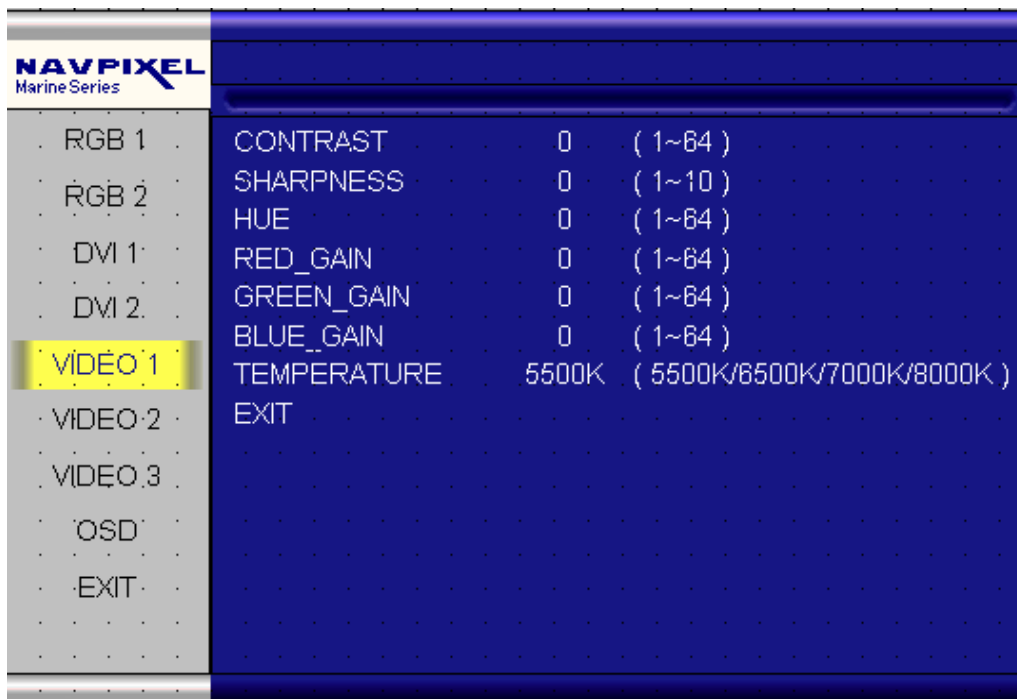 NAVPIXEL
Marine Series
RGB 1
RGB 2
DVI 1
DVI 2
VIDEO 1
VIDEO 2
VIDEO 3
OSD
EXIT
CONTRAST 0 ( 1~64 )
SHARPNESS 0 ( 1~10 )
HUE 0 ( 1~64 )
RED_GAIN 0 ( 1~64 )
GREEN_GAIN 0 ( 1~64 )
BLUE_GAIN 0 ( 1~64 )
TEMPERATURE 5500K ( 5500K/6500K/7000K/8000K )
EXIT